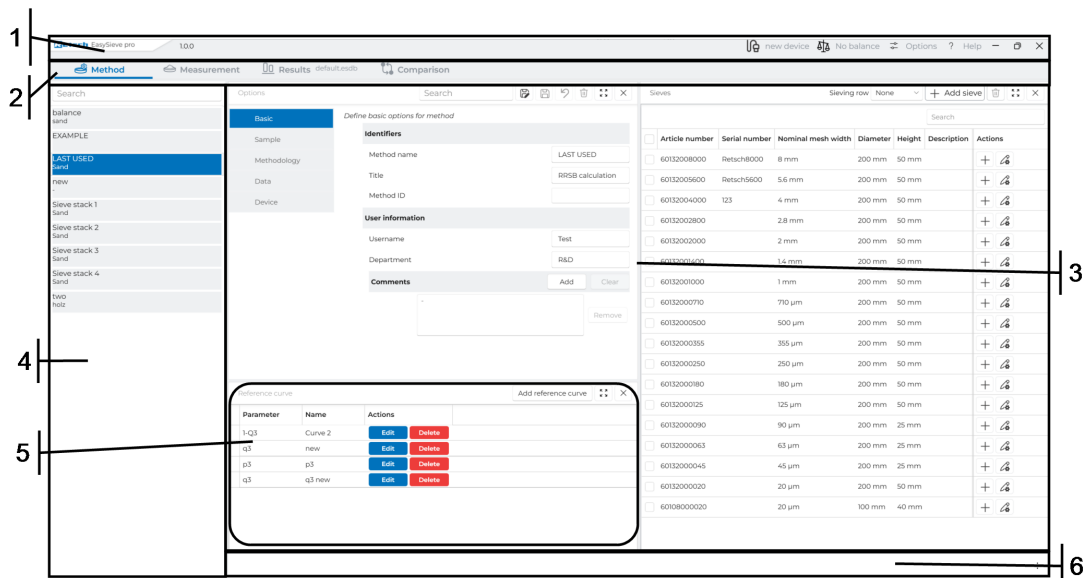 1
EasySieve pro 1.0.0 new device No balance Options ? Help
Method Measurement Results default.esdb Comparison
2
Search
balance
sand
EXAMPLE
LAST USED
Sand
new
-
Sieve stack 1
Sand
Sieve stack 2
Sand
Sieve stack 3
Sand
Sieve stack 4
Sand
two
holz
4
Options Search
Basic
Sample
Methodology
Data
Device
Define basic options for method
Identifiers
Method name LAST USED
Title RRSB calculation
Method ID
User information
Username Test
Department R&D
Comments Add Clear
-
Remove
Reference curve Add reference curve
Parameter Name Actions
1-Q3 Curve 2 Edit Delete
q3 new Edit Delete
p3 p3 Edit Delete
q3 q3 new Edit Delete
5
Sieves Sieving row None + Add sieve
Search
Article number Serial number Nominal mesh width Diameter Height Description Actions
60132008000 Retsch8000 8 mm 200 mm 50 mm
60132005600 Retsch5600 5.6 mm 200 mm 50 mm
60132004000 123 4 mm 200 mm 50 mm
60132002800 2.8 mm 200 mm 50 mm
60132002000 2 mm 200 mm 50 mm
60132001400 1.4 mm 200 mm 50 mm
60132001000 1 mm 200 mm 50 mm
60132000710 710 µm 200 mm 50 mm
60132000500 500 µm 200 mm 50 mm
60132000355 355 µm 200 mm 50 mm
60132000250 250 µm 200 mm 50 mm
60132000180 180 µm 200 mm 50 mm
60132000125 125 µm 200 mm 50 mm
60132000090 90 µm 200 mm 25 mm
60132000063 63 µm 200 mm 25 mm
60132000045 45 µm 200 mm 25 mm
60132000020 20 µm 200 mm 50 mm
60108000020 20 µm 100 mm 40 mm
3
6